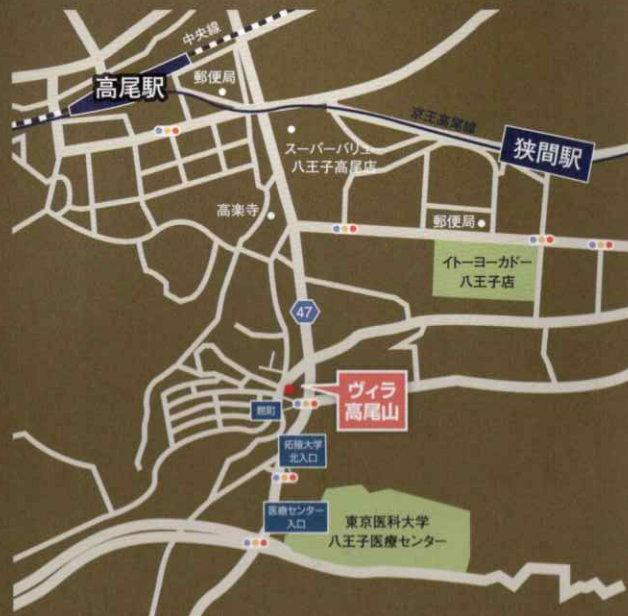 中央線
高尾駅
郵便局
京王高尾線
狭間駅
スーパーバリュー
八王子高尾店
高楽寺
郵便局
イトーヨーカドー
八王子店
47
ヴィラ
高尾山
館町
拓殖大学
北入口
医療センター
入口
東京医科大学
八王子医療センター